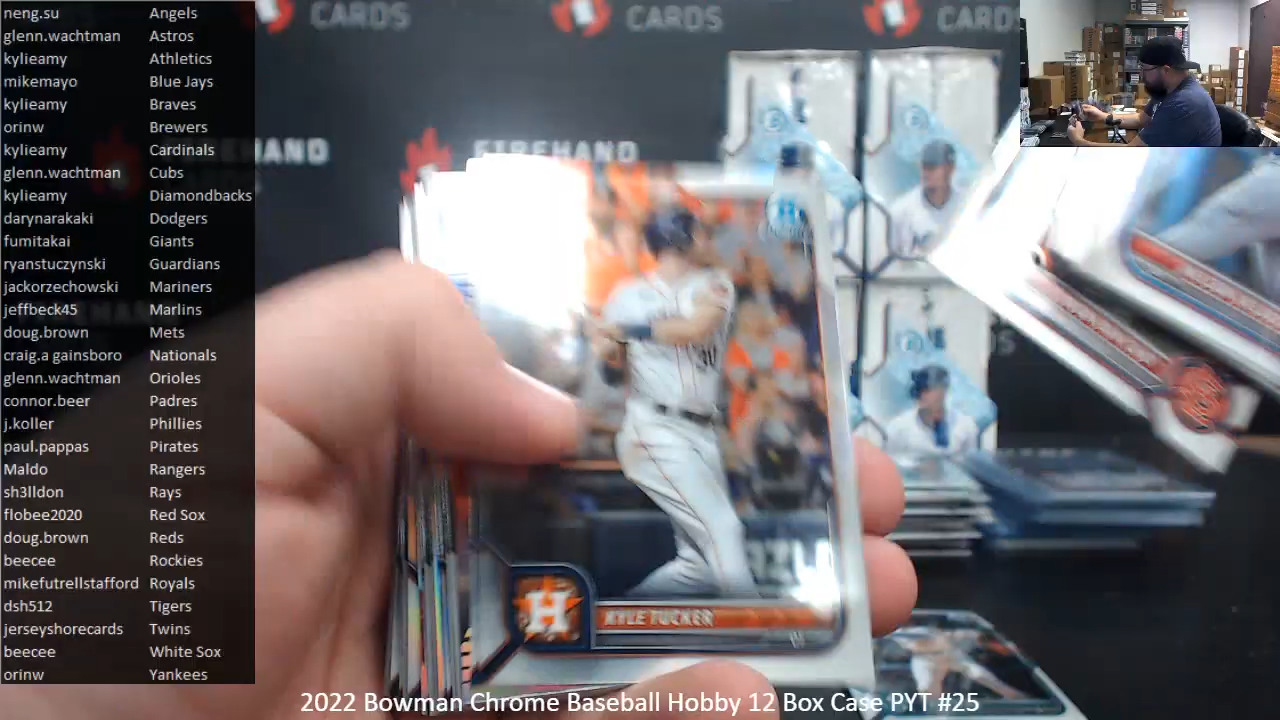 neng.su Angels
glenn.wachtman Astros
kylieamy Athletics
mikemayo Blue Jays
kylieamy Braves
orinw Brewers
kylieamy Cardinals
glenn.wachtman Cubs
kylieamy Diamondbacks
darynarakaki Dodgers
fumitakai Giants
ryanstuczynski Guardians
jackorzechowski Mariners
jeffbeck45 Marlins
doug.brown Mets
craig.a gainsboro Nationals
glenn.wachtman Orioles
connor.beer Padres
j.koller Phillies
paul.pappas Pirates
Maldo Rangers
sh3lldon Rays
flobee2020 Red Sox
doug.brown Reds
beecee Rockies
mikefutrellstafford Royals
dsh512 Tigers
jerseyshorecards Twins
beecee White Sox
orinw Yankees
CARDS
CARDS
CARD
HAND
FIREHAND
H
KYLE TUCKER
2022 Bowman Chrome Baseball Hobby 12 Box Case PYT #25